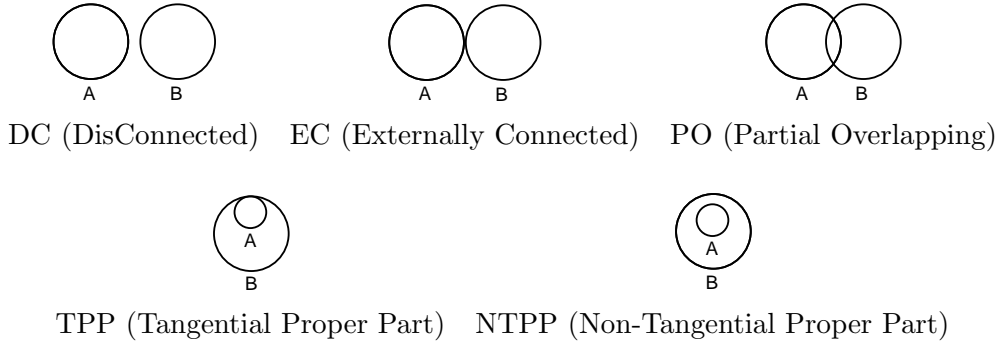 A B A B A B
DC (DisConnected) EC (Externally Connected) PO (Partial Overlapping)
A A
B B
TPP (Tangential Proper Part) NTPP (Non-Tangential Proper Part)